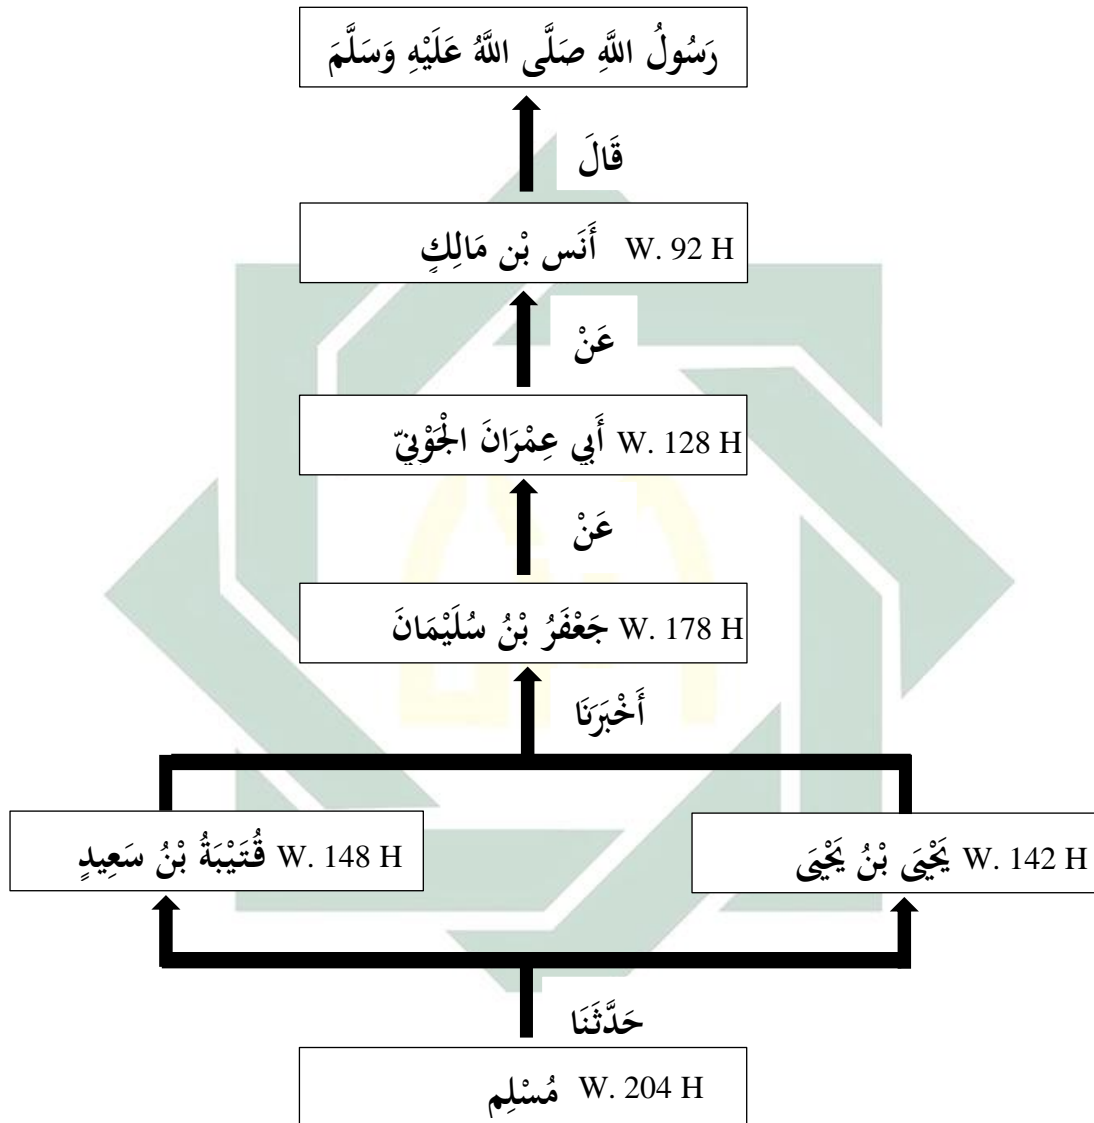 رَسُولُ اللَّهِ صَلَّى اللَّهُ عَلَيْهِ وَسَلَّمَ
قَالَ
أَنَس بْن مَالِكٍ W. 92 H
عَنْ
أَبِي عِمْرَانَ الْجَوْنِيّ W. 128 H
عَنْ
جَعْفَرُ بْنُ سُلَيْمَانَ W. 178 H
أَخْبَرَنَا
يَحْيَى بْنُ يَحْيَى W. 142 H
قُتَيْبَةُ بْنُ سَعِيدٍ W. 148 H
حَدَّثَنَا
مُسْلِم W. 204 H